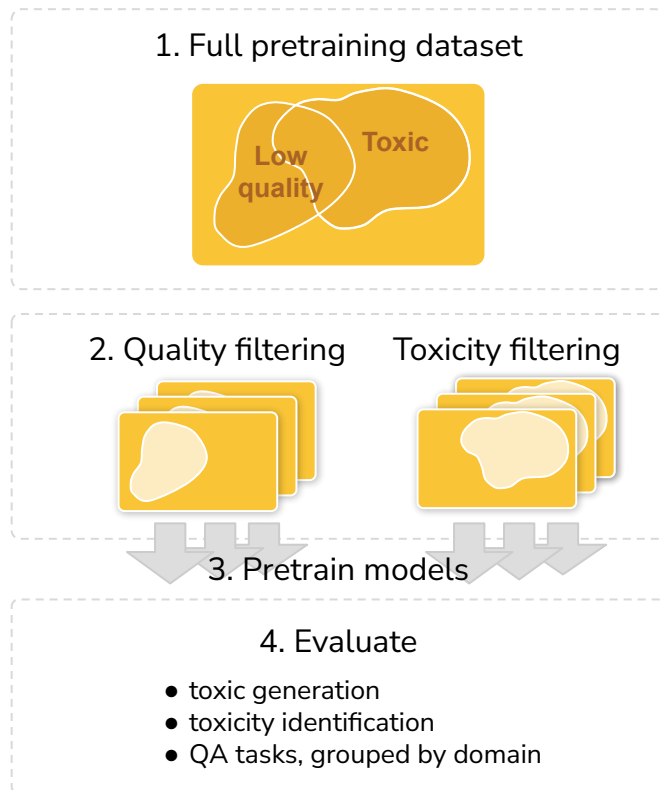 1. Full pretraining dataset
Low
quality
Toxic
2. Quality filtering
Toxicity filtering
3. Pretrain models
4. Evaluate
● toxic generation
● toxicity identification
● QA tasks, grouped by domain